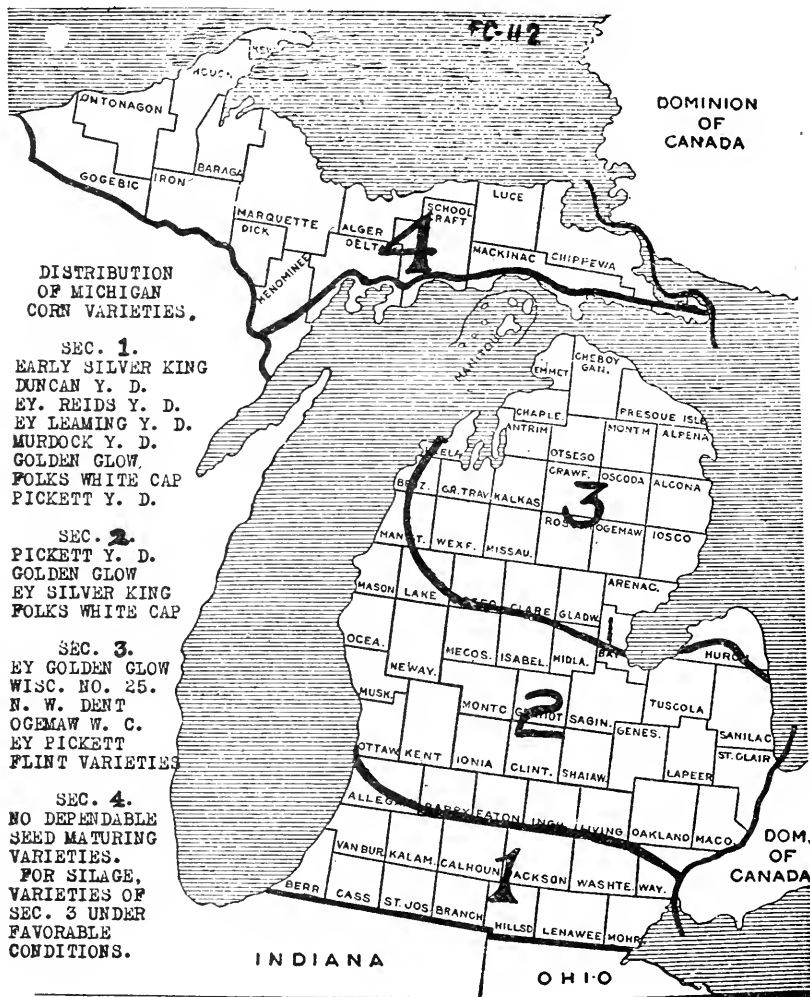 FC-112
DOMINION
OF
CANADA
ONTONAGON
GOGEBIC
IRON
BARAGA
MARQUETTE
DICK
MENOMINEE
ALGER
DELTA
SCHOOL
CRAFT
LUCE
MACKINAC
CHIPPEWA
4
DISTRIBUTION
OF MICHIGAN
CORN VARIETIES.
SEC. 1.
EARLY SILVER KING
DUNCAN Y. D.
EY. REIDS Y. D.
EY LEAMING Y. D.
MURDOCK Y. D.
GOLDEN GLOW,
FOLKS WHITE CAP
PICKETT Y. D.
SEC. 2.
PICKETT Y. D.
GOLDEN GLOW
EY SILVER KING
FOLKS WHITE CAP
SEC. 3.
EY GOLDEN GLOW
WISC. NO. 25.
N. W. DENT
OGEMAW W. C.
EY PICKETT
FLINT VARIETIES
SEC. 4.
NO DEPENDABLE
SEED MATURING
VARIETIES.
FOR SILAGE,
VARIETIES OF
SEC. 3 UNDER
FAVORABLE
CONDITIONS.
MANITOU
EMMET
CHEBOY
GAN.
PRESQUE ISLE
CHAPLE.
ANTRIM
OTSEGO
MONTM
ALPENA
KALKAS
GR. TRAV
CRAWF.
OSCODA
ALCONA
3
WEXF.
MISSAU.
OGEMAW
IOSCO
ARENAC.
MASON
LAKE
CLARE
GLADW.
HURON
OCEA.
NEWAY.
MECOS.
ISABEL.
MIDLA.
BAY
2
MUSK.
MONTC
GRATIOT
SAGIN.
TUSCOLA
SANILAC
GENES.
LAPEER
ST. CLAIR
OTTAW
KENT
IONIA
CLINT.
SHAIAW.
ALLEGA
BARRY
EATON
INGH
LIVING
OAKLAND
MACO.
DOM.
OF
CANADA
VAN BUR
KALAM.
CALHOUN
JACKSON
WASHTE.
WAY.
1
BERR
CASS
ST. JOS
BRANCH
HILLSD
LENAWEE
MOHR.
INDIANA
OHIO